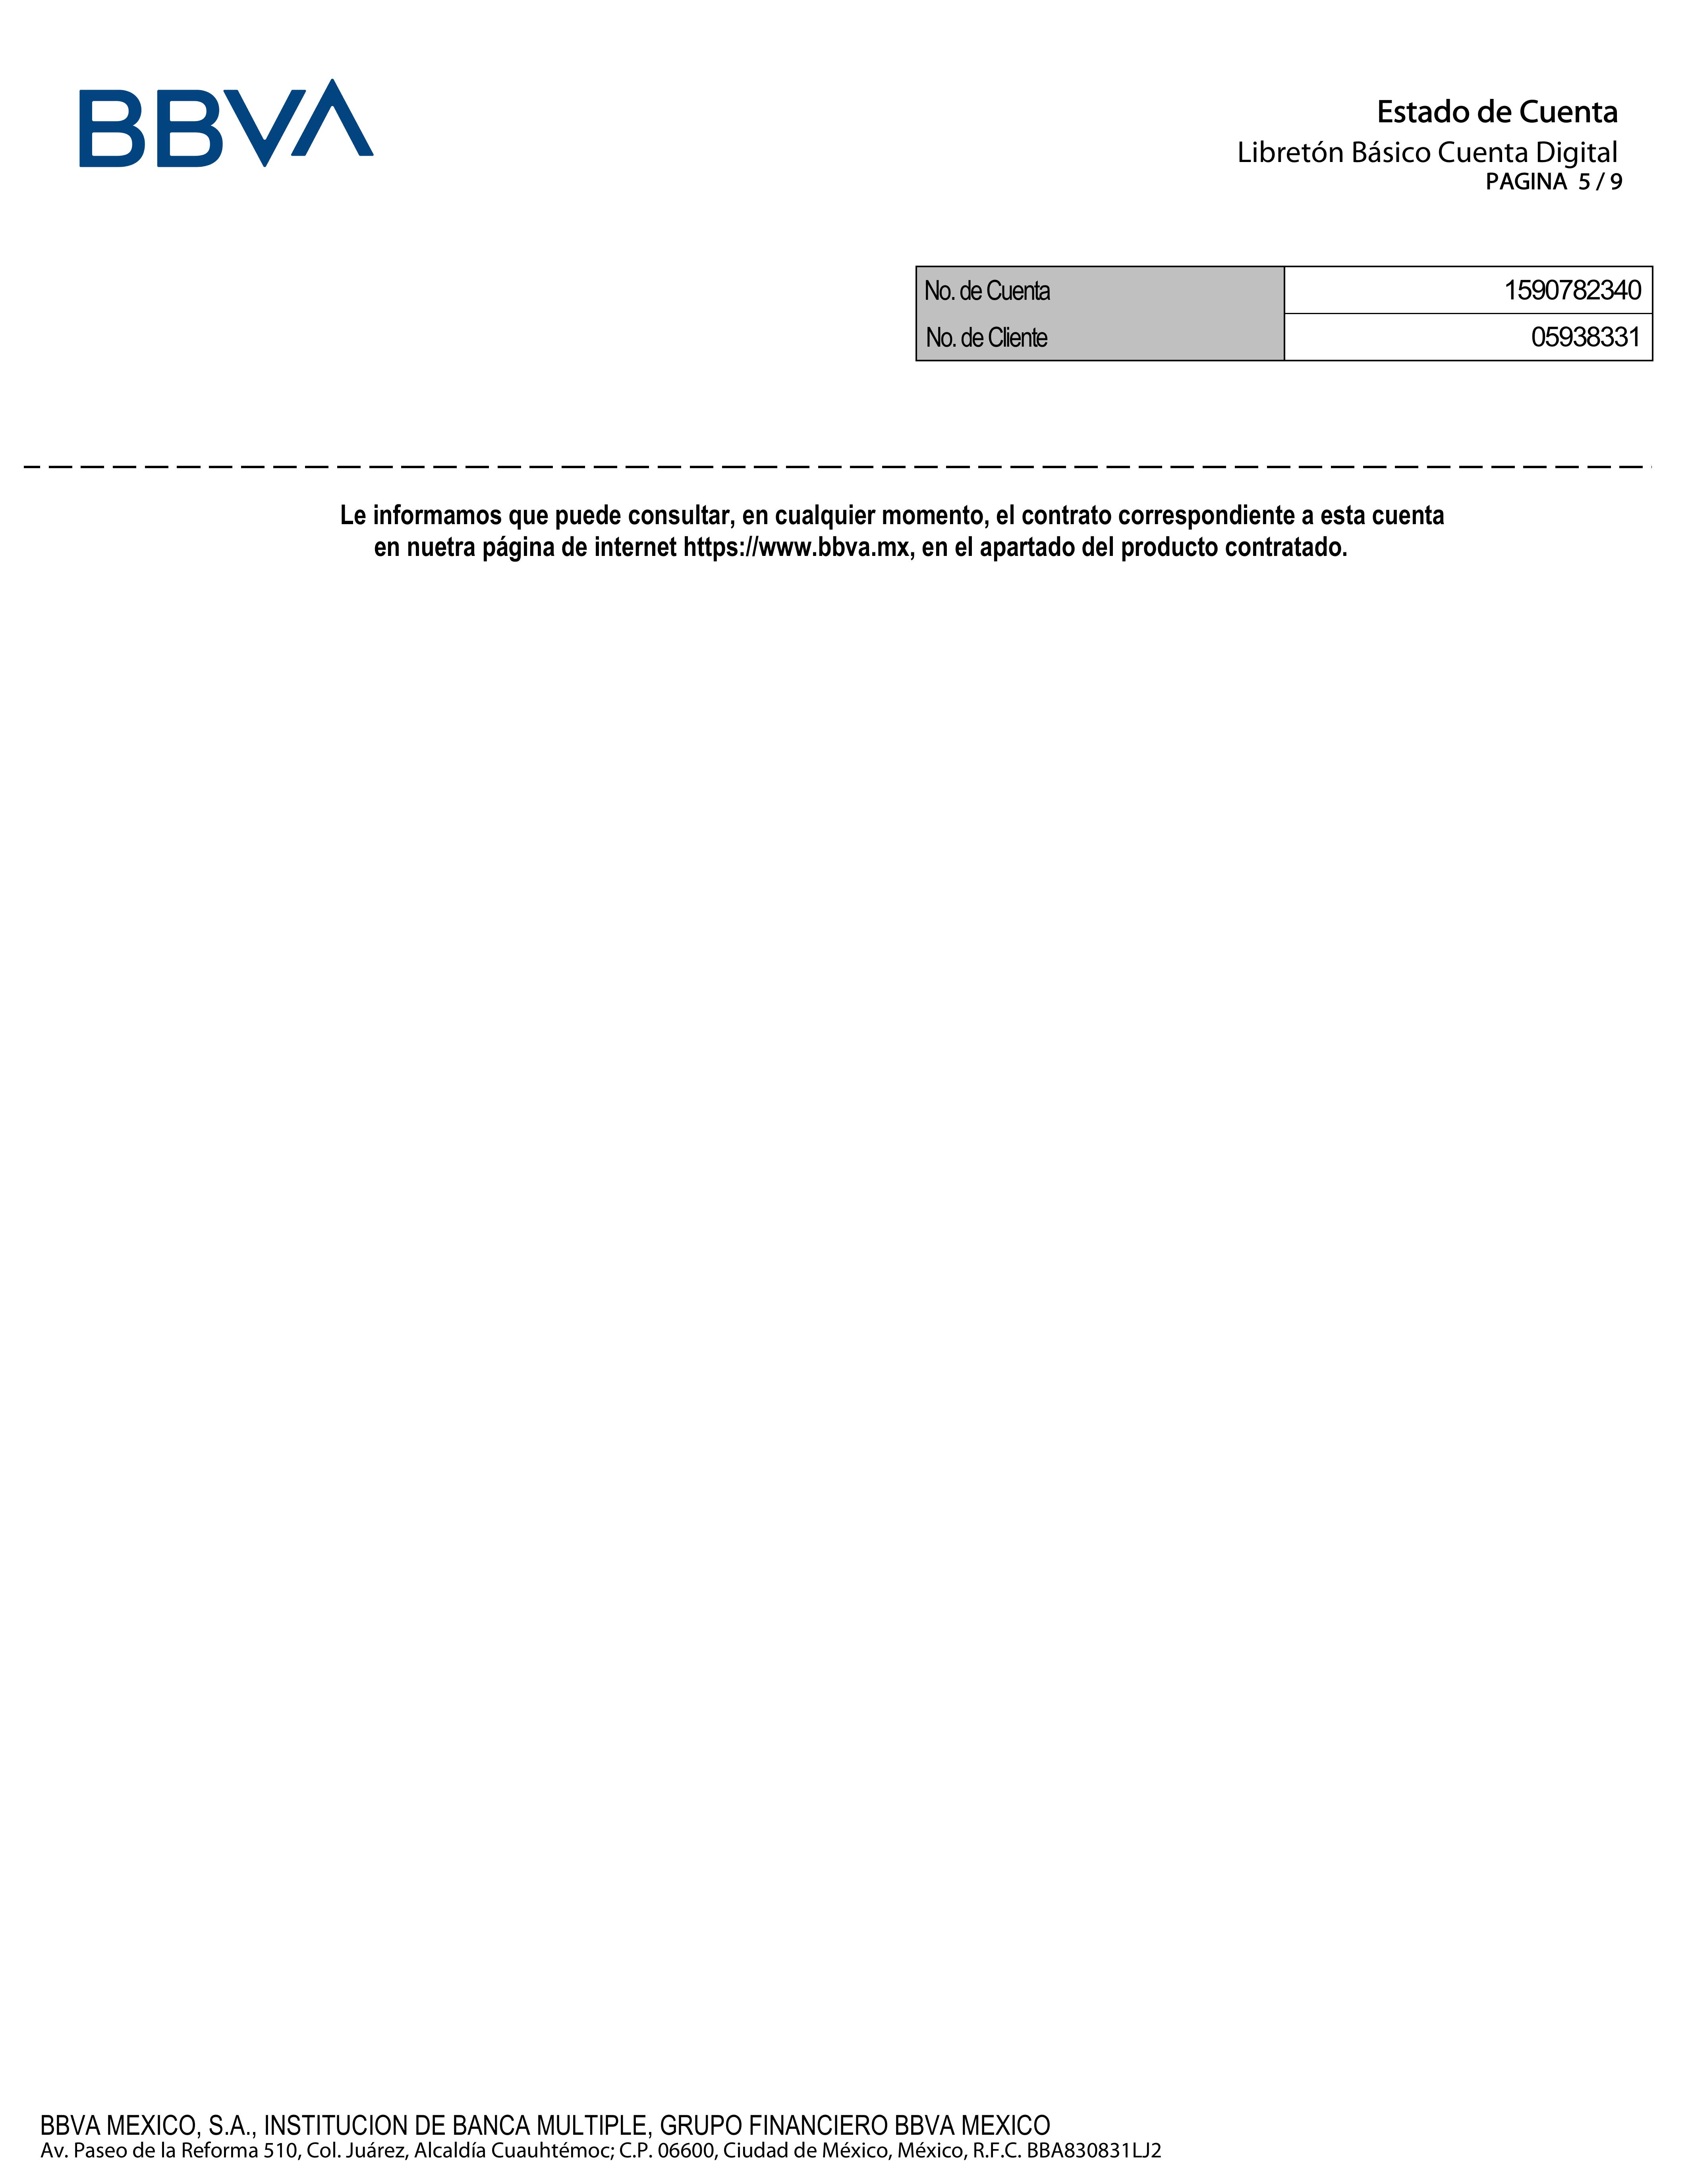 BBVA
Estado de Cuenta
Libretón Básico Cuenta Digital
PAGINA 5 / 9
No. de Cuenta 1590782340
No. de Cliente 05938331
Le informamos que puede consultar, en cualquier momento, el contrato correspondiente a esta cuenta
en nuetra página de internet https://www.bbva.mx, en el apartado del producto contratado.
BBVA MEXICO, S.A., INSTITUCION DE BANCA MULTIPLE, GRUPO FINANCIERO BBVA MEXICO
Av. Paseo de la Reforma 510, Col. Juárez, Alcaldía Cuauhtémoc; C.P. 06600, Ciudad de México, México, R.F.C. BBA830831LJ2